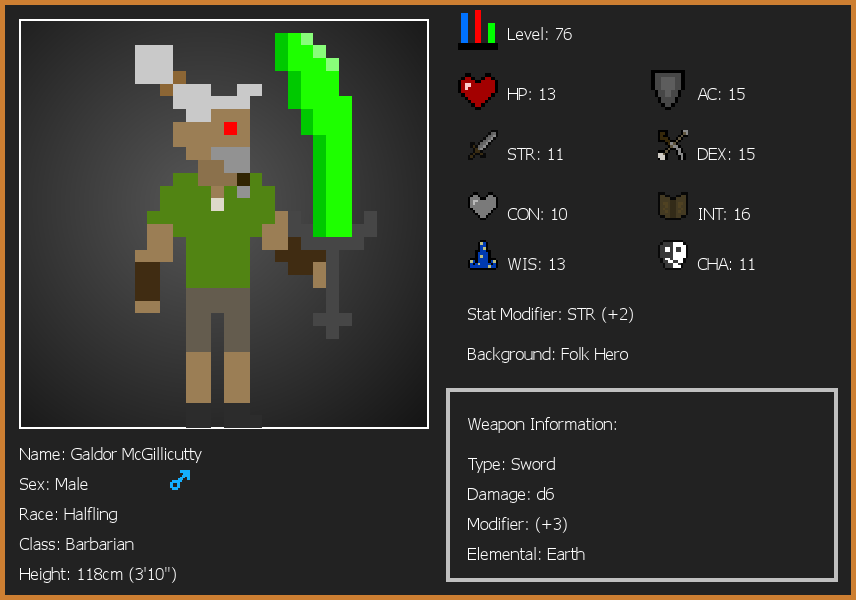 Level: 76
HP: 13
AC: 15
STR: 11
DEX: 15
CON: 10
INT: 16
WIS: 13
CHA: 11
Stat Modifier: STR (+2)
Background: Folk Hero
Weapon Information:
Type: Sword
Damage: d6
Modifier: (+3)
Elemental: Earth
Name: Galdor McGillicutty
Sex: Male
Race: Halfling
Class: Barbarian
Height: 118cm (3'10")